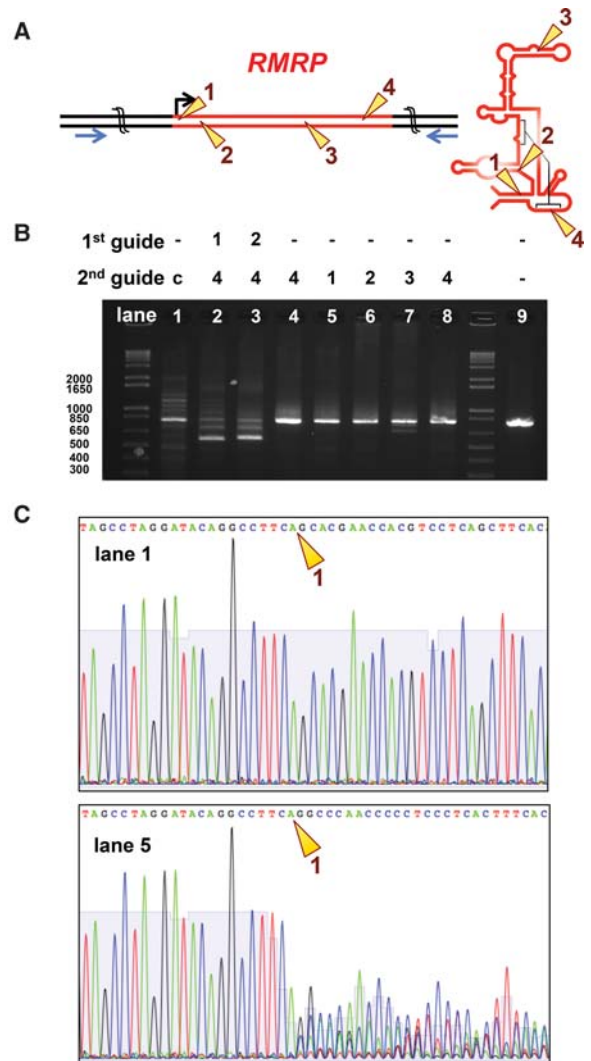 A
RMRP
1
2
3
4
3
2
1
4
B
1st guide - 1 2 - - - - - -
2nd guide c 4 4 4 1 2 3 4 -
lane 1 2 3 4 5 6 7 8 9
2000
1650
1000
850
650
500
400
300
C
TAGCCTAGGATACAGGCCTTCAGCACGAACCACGTCCTCAGCTTCAC
lane 1
1
TAGCCTAGGATACAGGCCTTCAGGCCCAACCCCCTCCCTCACTTTCAC
lane 5
1